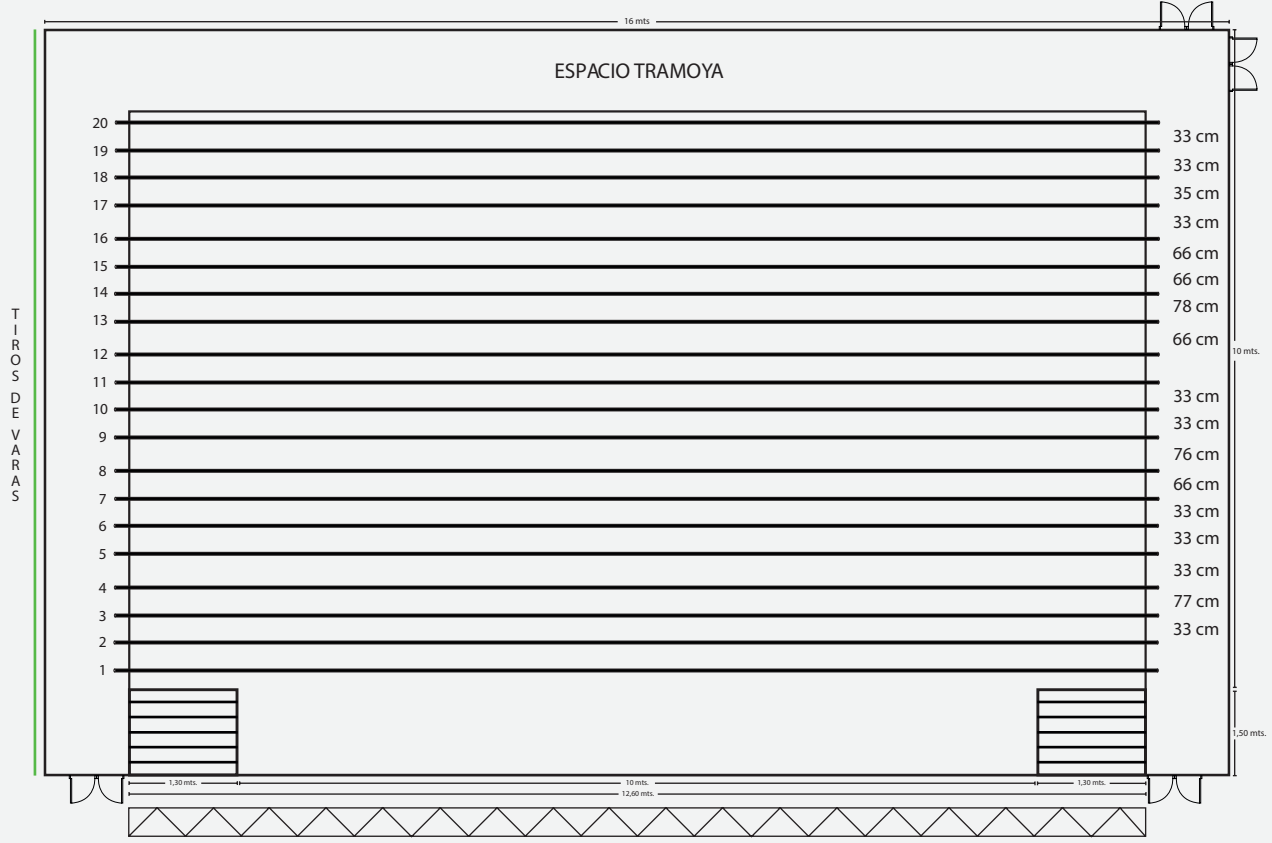 16 mts
ESPACIO TRAMOYA
20
33 cm
19
33 cm
18
35 cm
17
33 cm
16
66 cm
15
66 cm
14
78 cm
13
66 cm
12
11
33 cm
10
33 cm
9
76 cm
8
66 cm
7
33 cm
6
33 cm
5
33 cm
4
77 cm
3
33 cm
2
1
TIROS DE VARAS
10 mts.
1,50 mts.
1,30 mts.
10 mts.
1,30 mts.
12,60 mts.